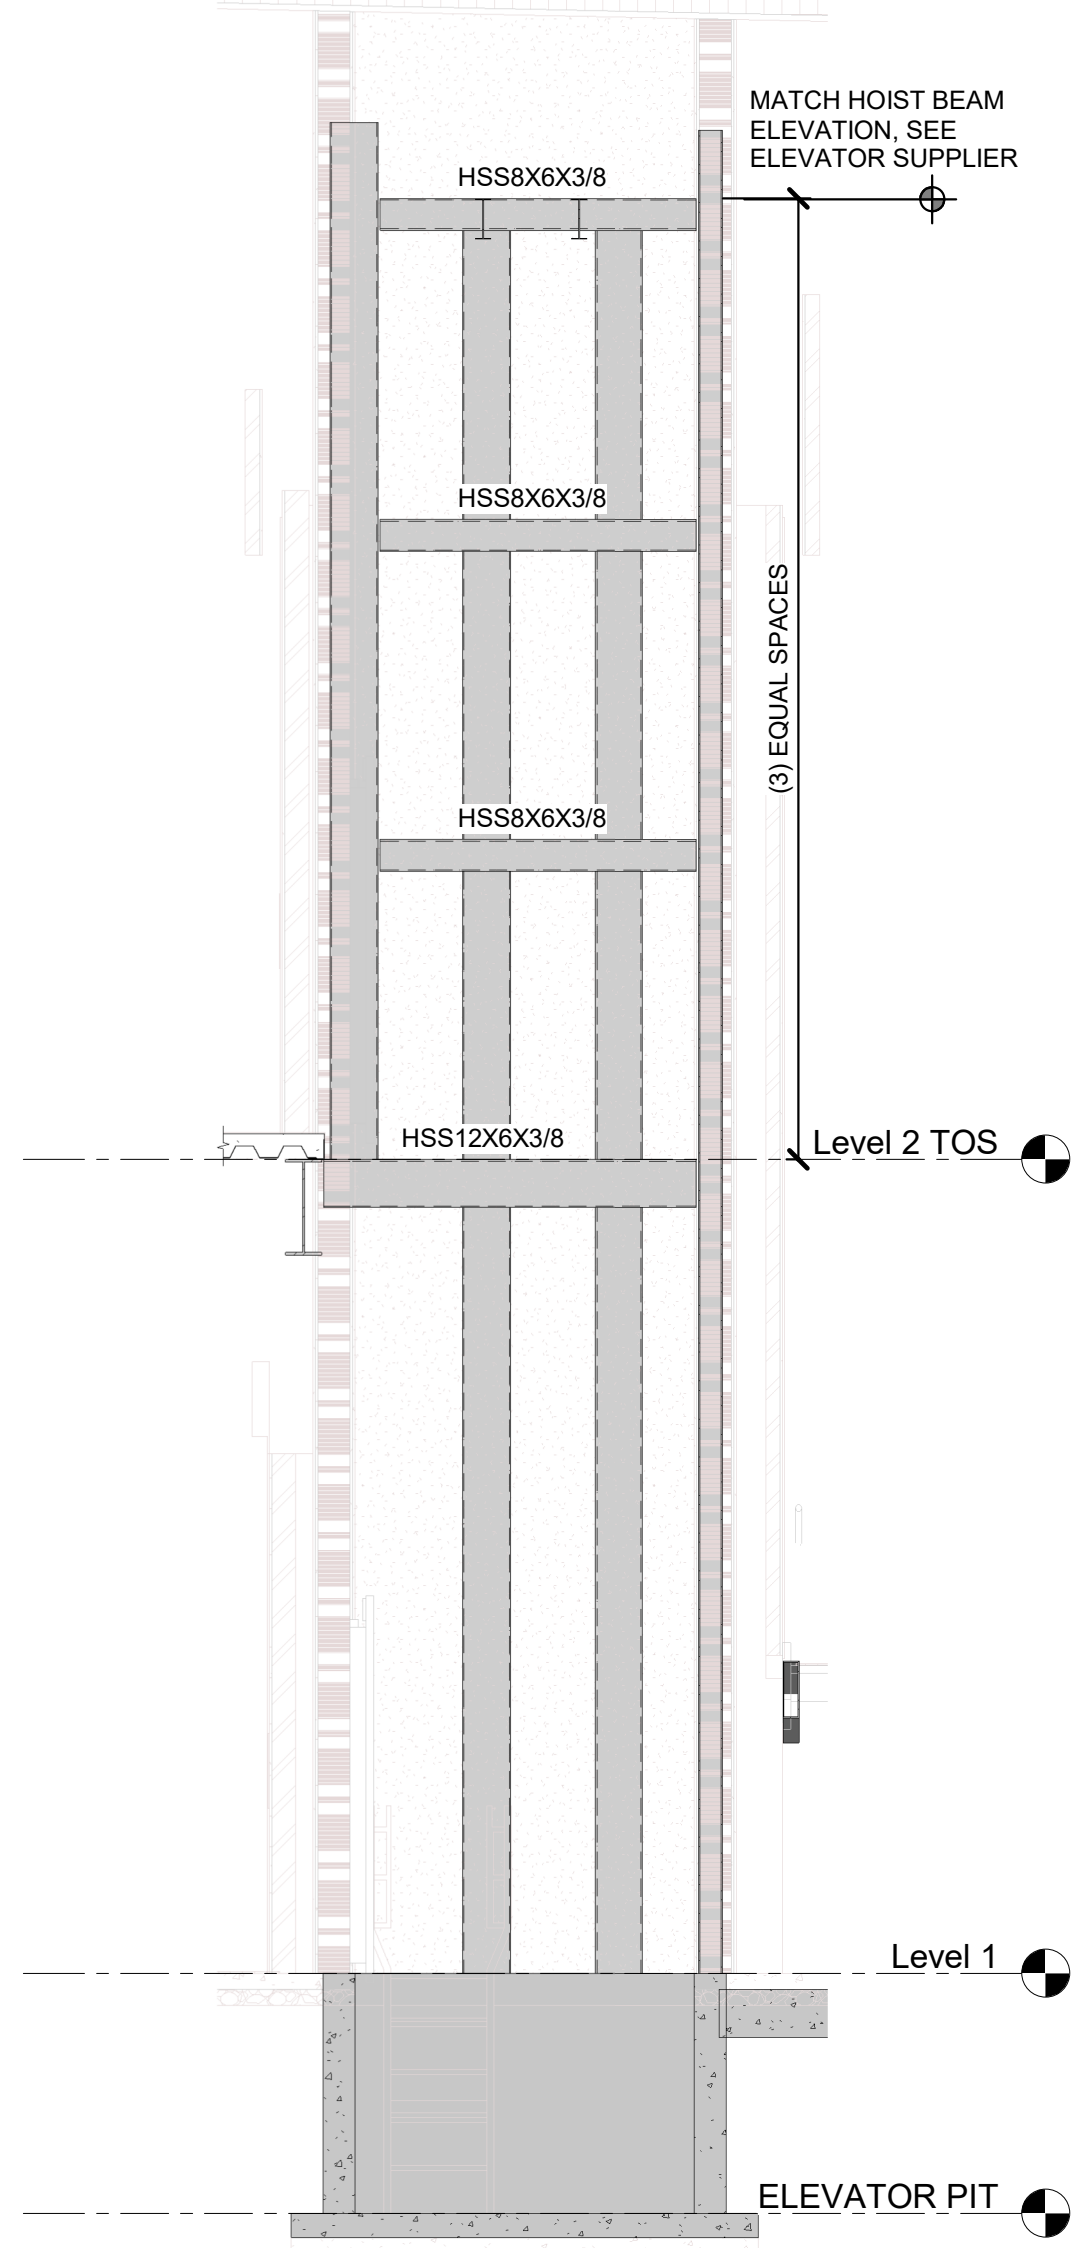 MATCH HOIST BEAM
ELEVATION, SEE
ELEVATOR SUPPLIER
HSS8X6X3/8
HSS8X6X3/8
(3) EQUAL SPACES
HSS8X6X3/8
HSS12X6X3/8
Level 2 TOS
Level 1
ELEVATOR PIT